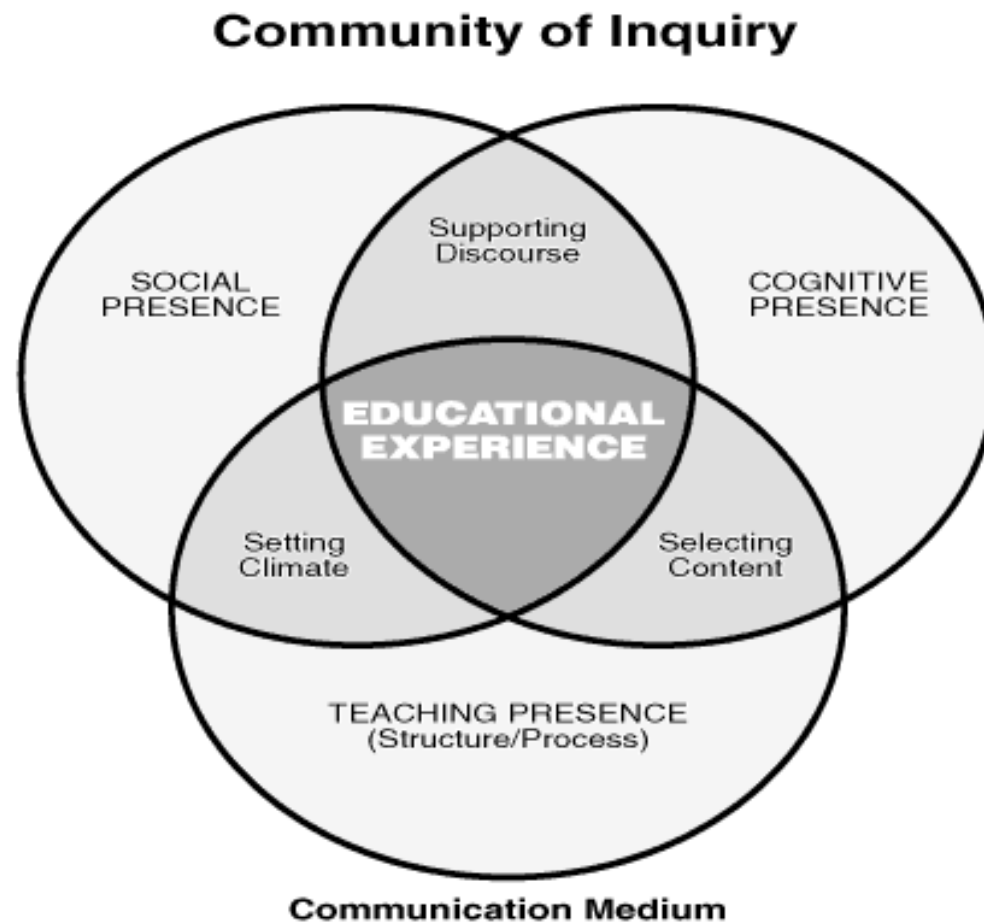 Community of Inquiry
Supporting
Discourse
SOCIAL
PRESENCE
COGNITIVE
PRESENCE
EDUCATIONAL
EXPERIENCE
Setting
Climate
Selecting
Content
TEACHING PRESENCE
(Structure/Process)
Communication Medium